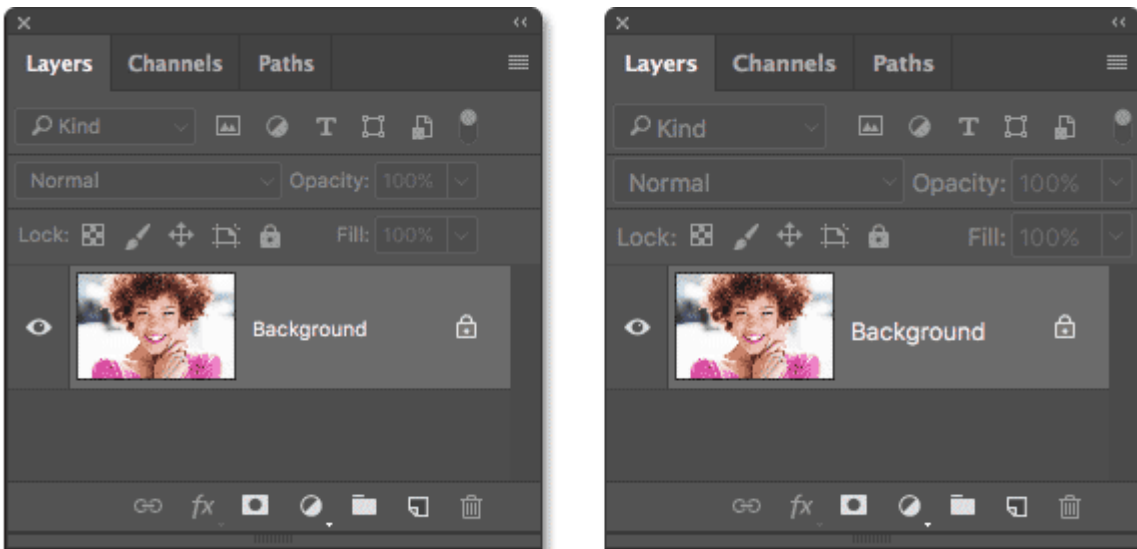 Layers Channels Paths
Kind
Normal Opacity: 100%
Lock: Fill: 100%
Background
fx
Layers Channels Paths
Kind
Normal Opacity: 100%
Lock: Fill: 100%
Background
fx